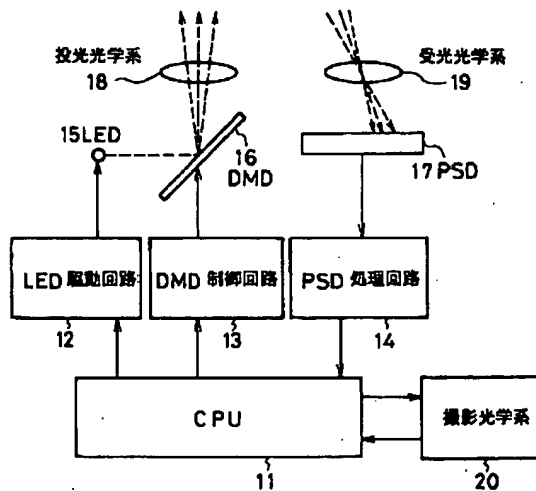 投光光学系
18
受光光学系
19
15LED
16
DMD
17 PSD
LED 駆動回路
DMD 制御回路
PSD 処理回路
12
13
14
CPU
撮影光学系
11
20